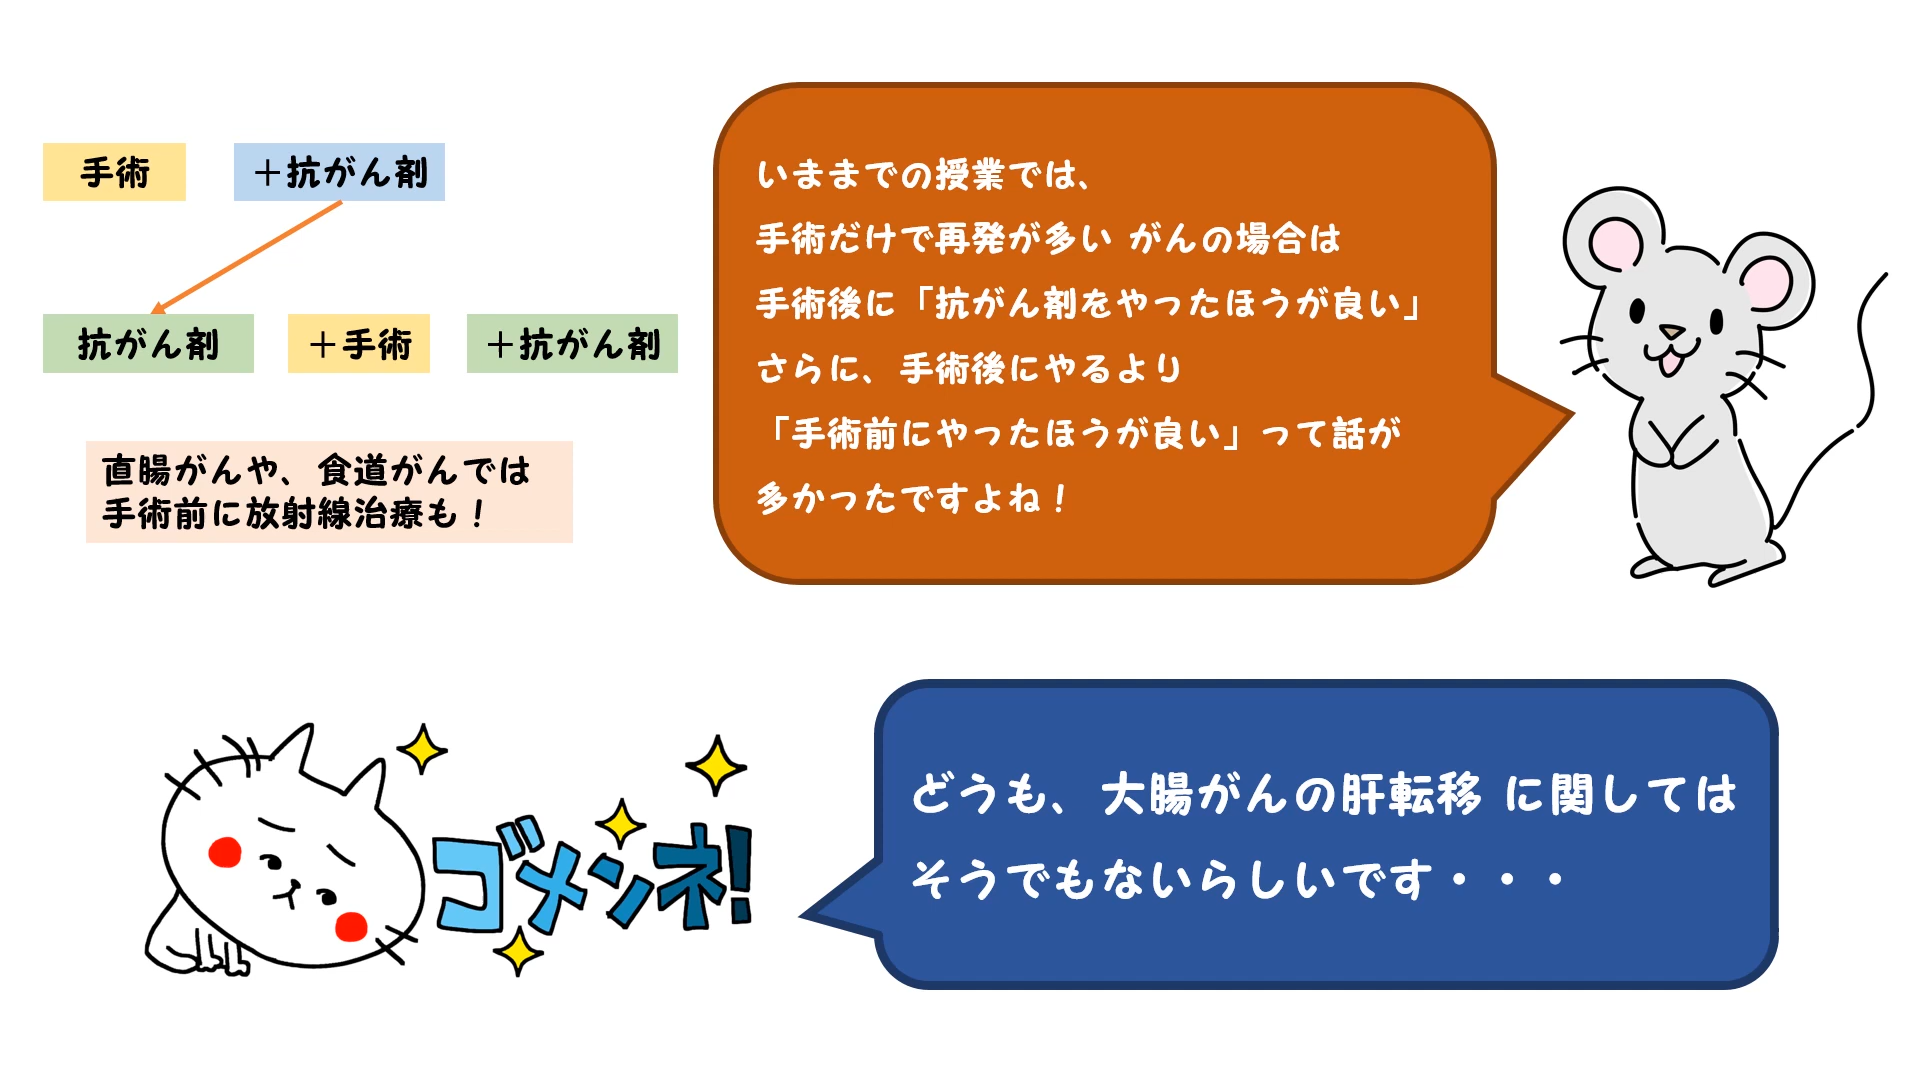 手術
＋抗がん剤
抗がん剤
＋手術
＋抗がん剤
直腸がんや、食道がんでは
手術前に放射線治療も！
いままでの授業では、
手術だけで再発が多い がんの場合は
手術後に「抗がん剤をやったほうが良い」
さらに、手術後にやるより
「手術前にやったほうが良い」って話が
多かったですよね！
ゴメンネ!
どうも、大腸がんの肝転移 に関しては
そうでもないらしいです・・・